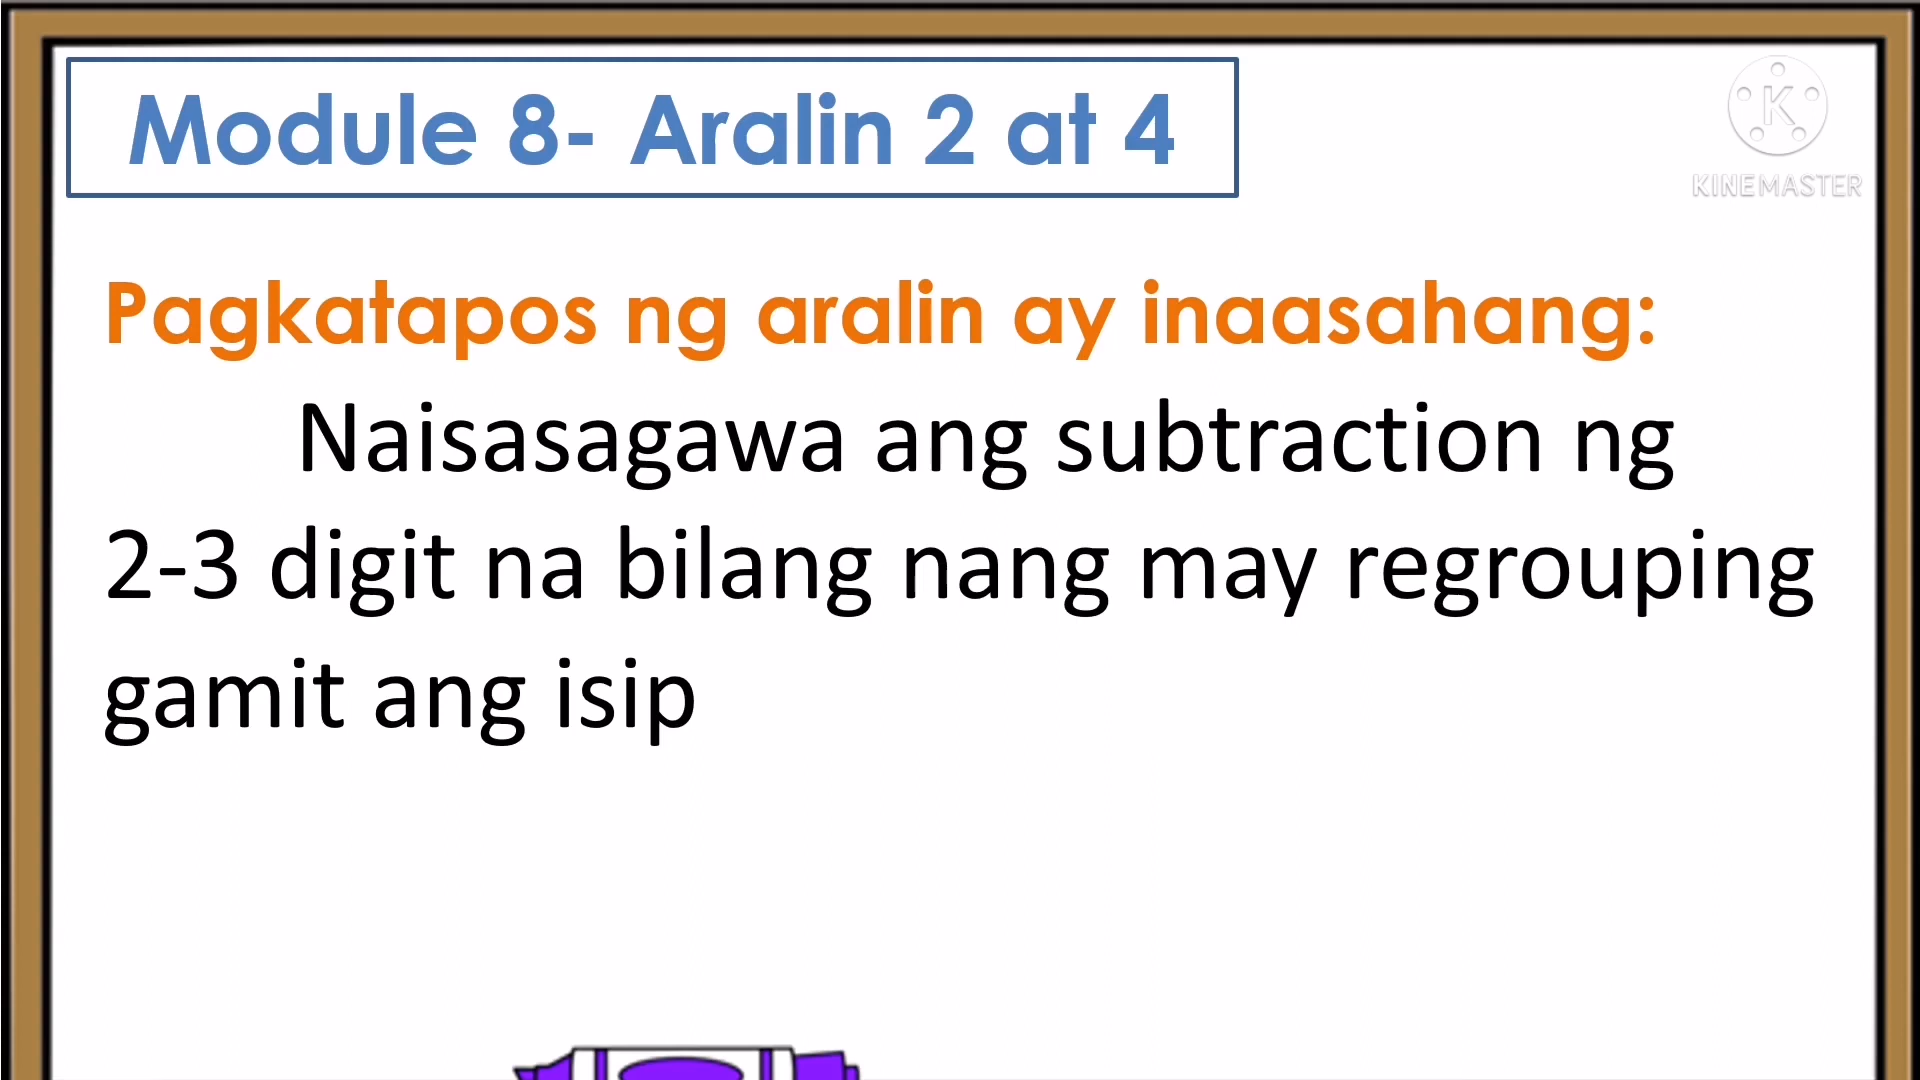 Module 8- Aralin 2 at 4
K
KINEMASTER
Pagkatapos ng aralin ay inaasahang:
Naisasagawa ang subtraction ng
2-3 digit na bilang nang may regrouping
gamit ang isip